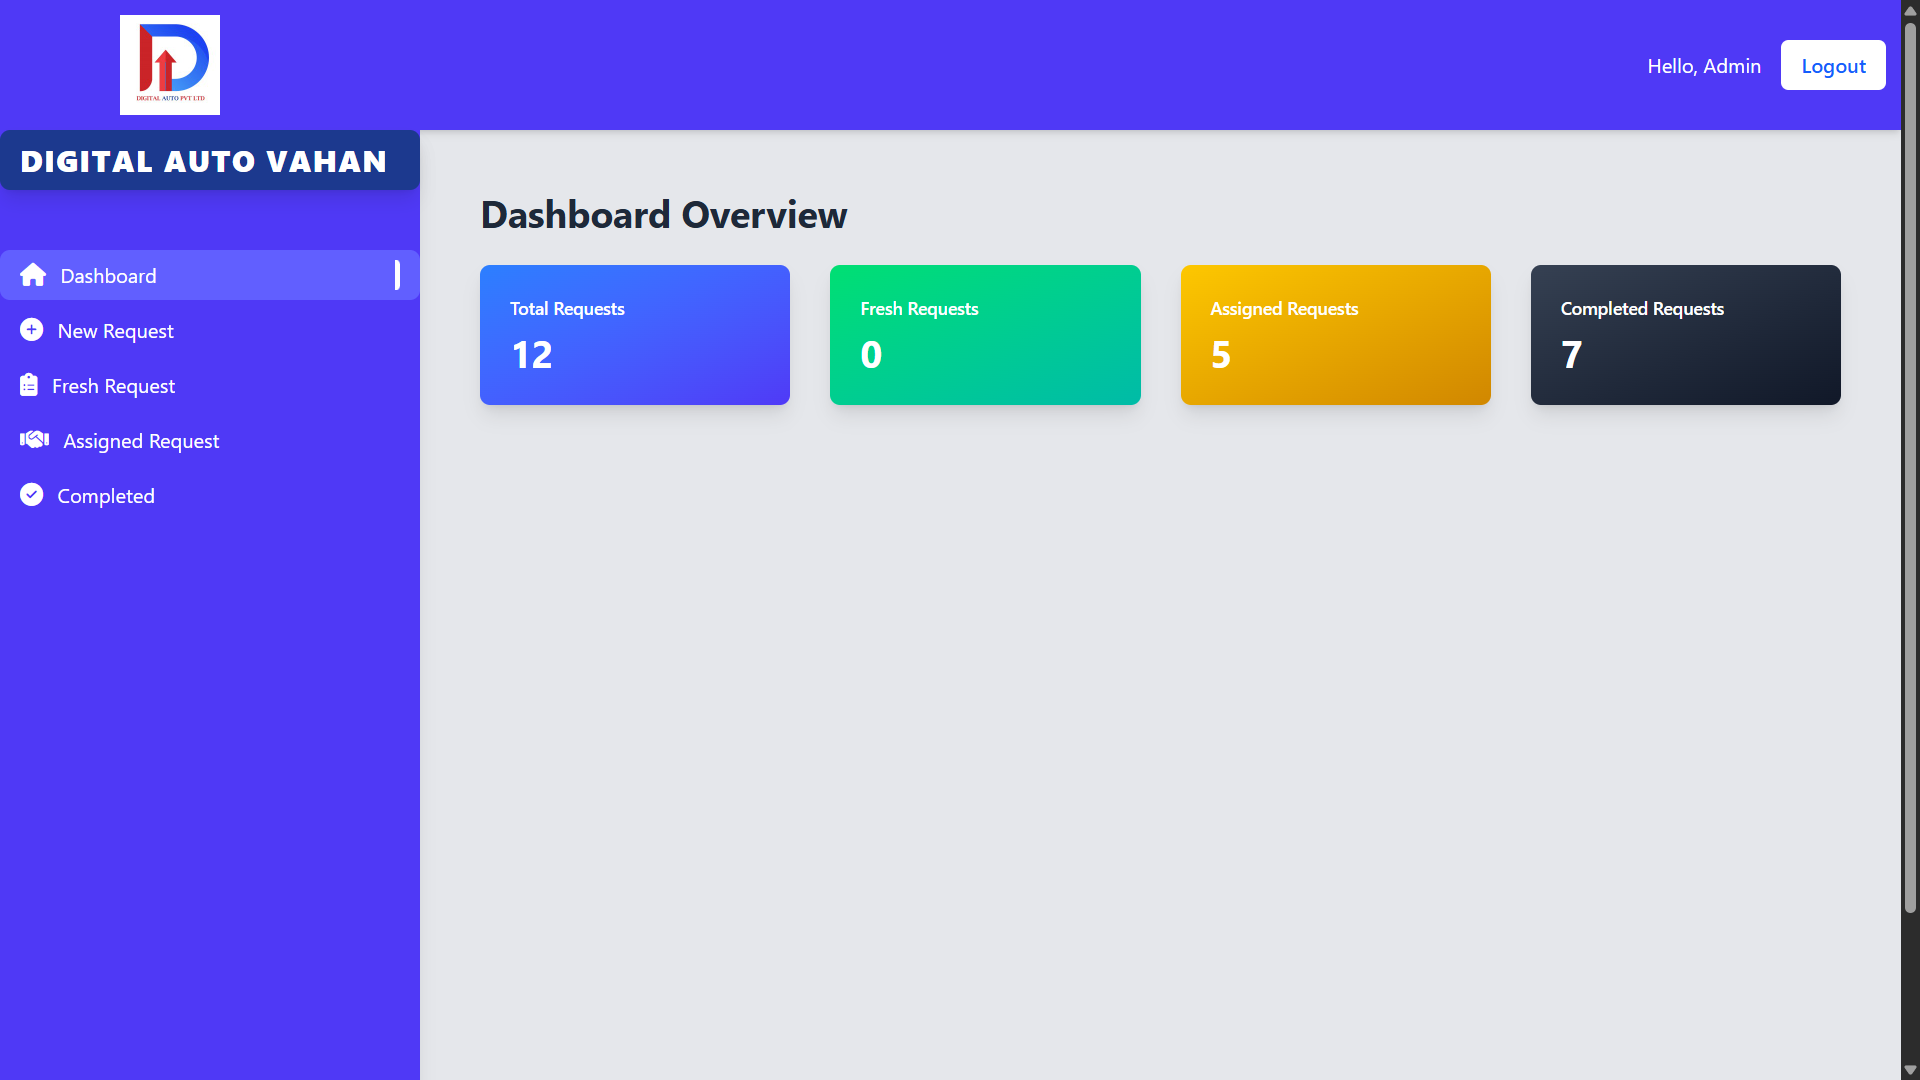 DIGITAL AUTO PVT LTD
Hello, Admin
Logout
DIGITAL AUTO VAHAN
Dashboard
New Request
Fresh Request
Assigned Request
Completed
Dashboard Overview
Total Requests
12
Fresh Requests
0
Assigned Requests
5
Completed Requests
7